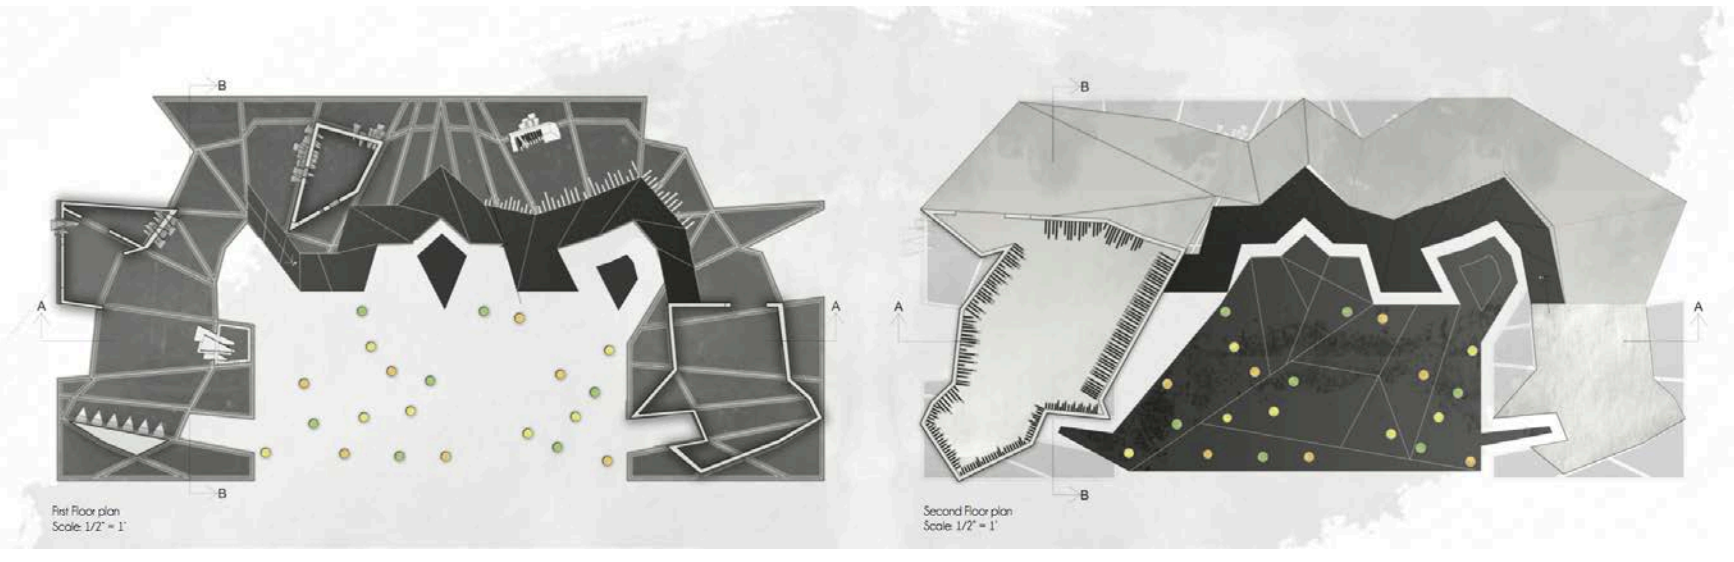 B
B
A
A
A
A
B
B
First Floor plan
Scale: 1/2" = 1'
Second Floor plan
Scale: 1/2" = 1'